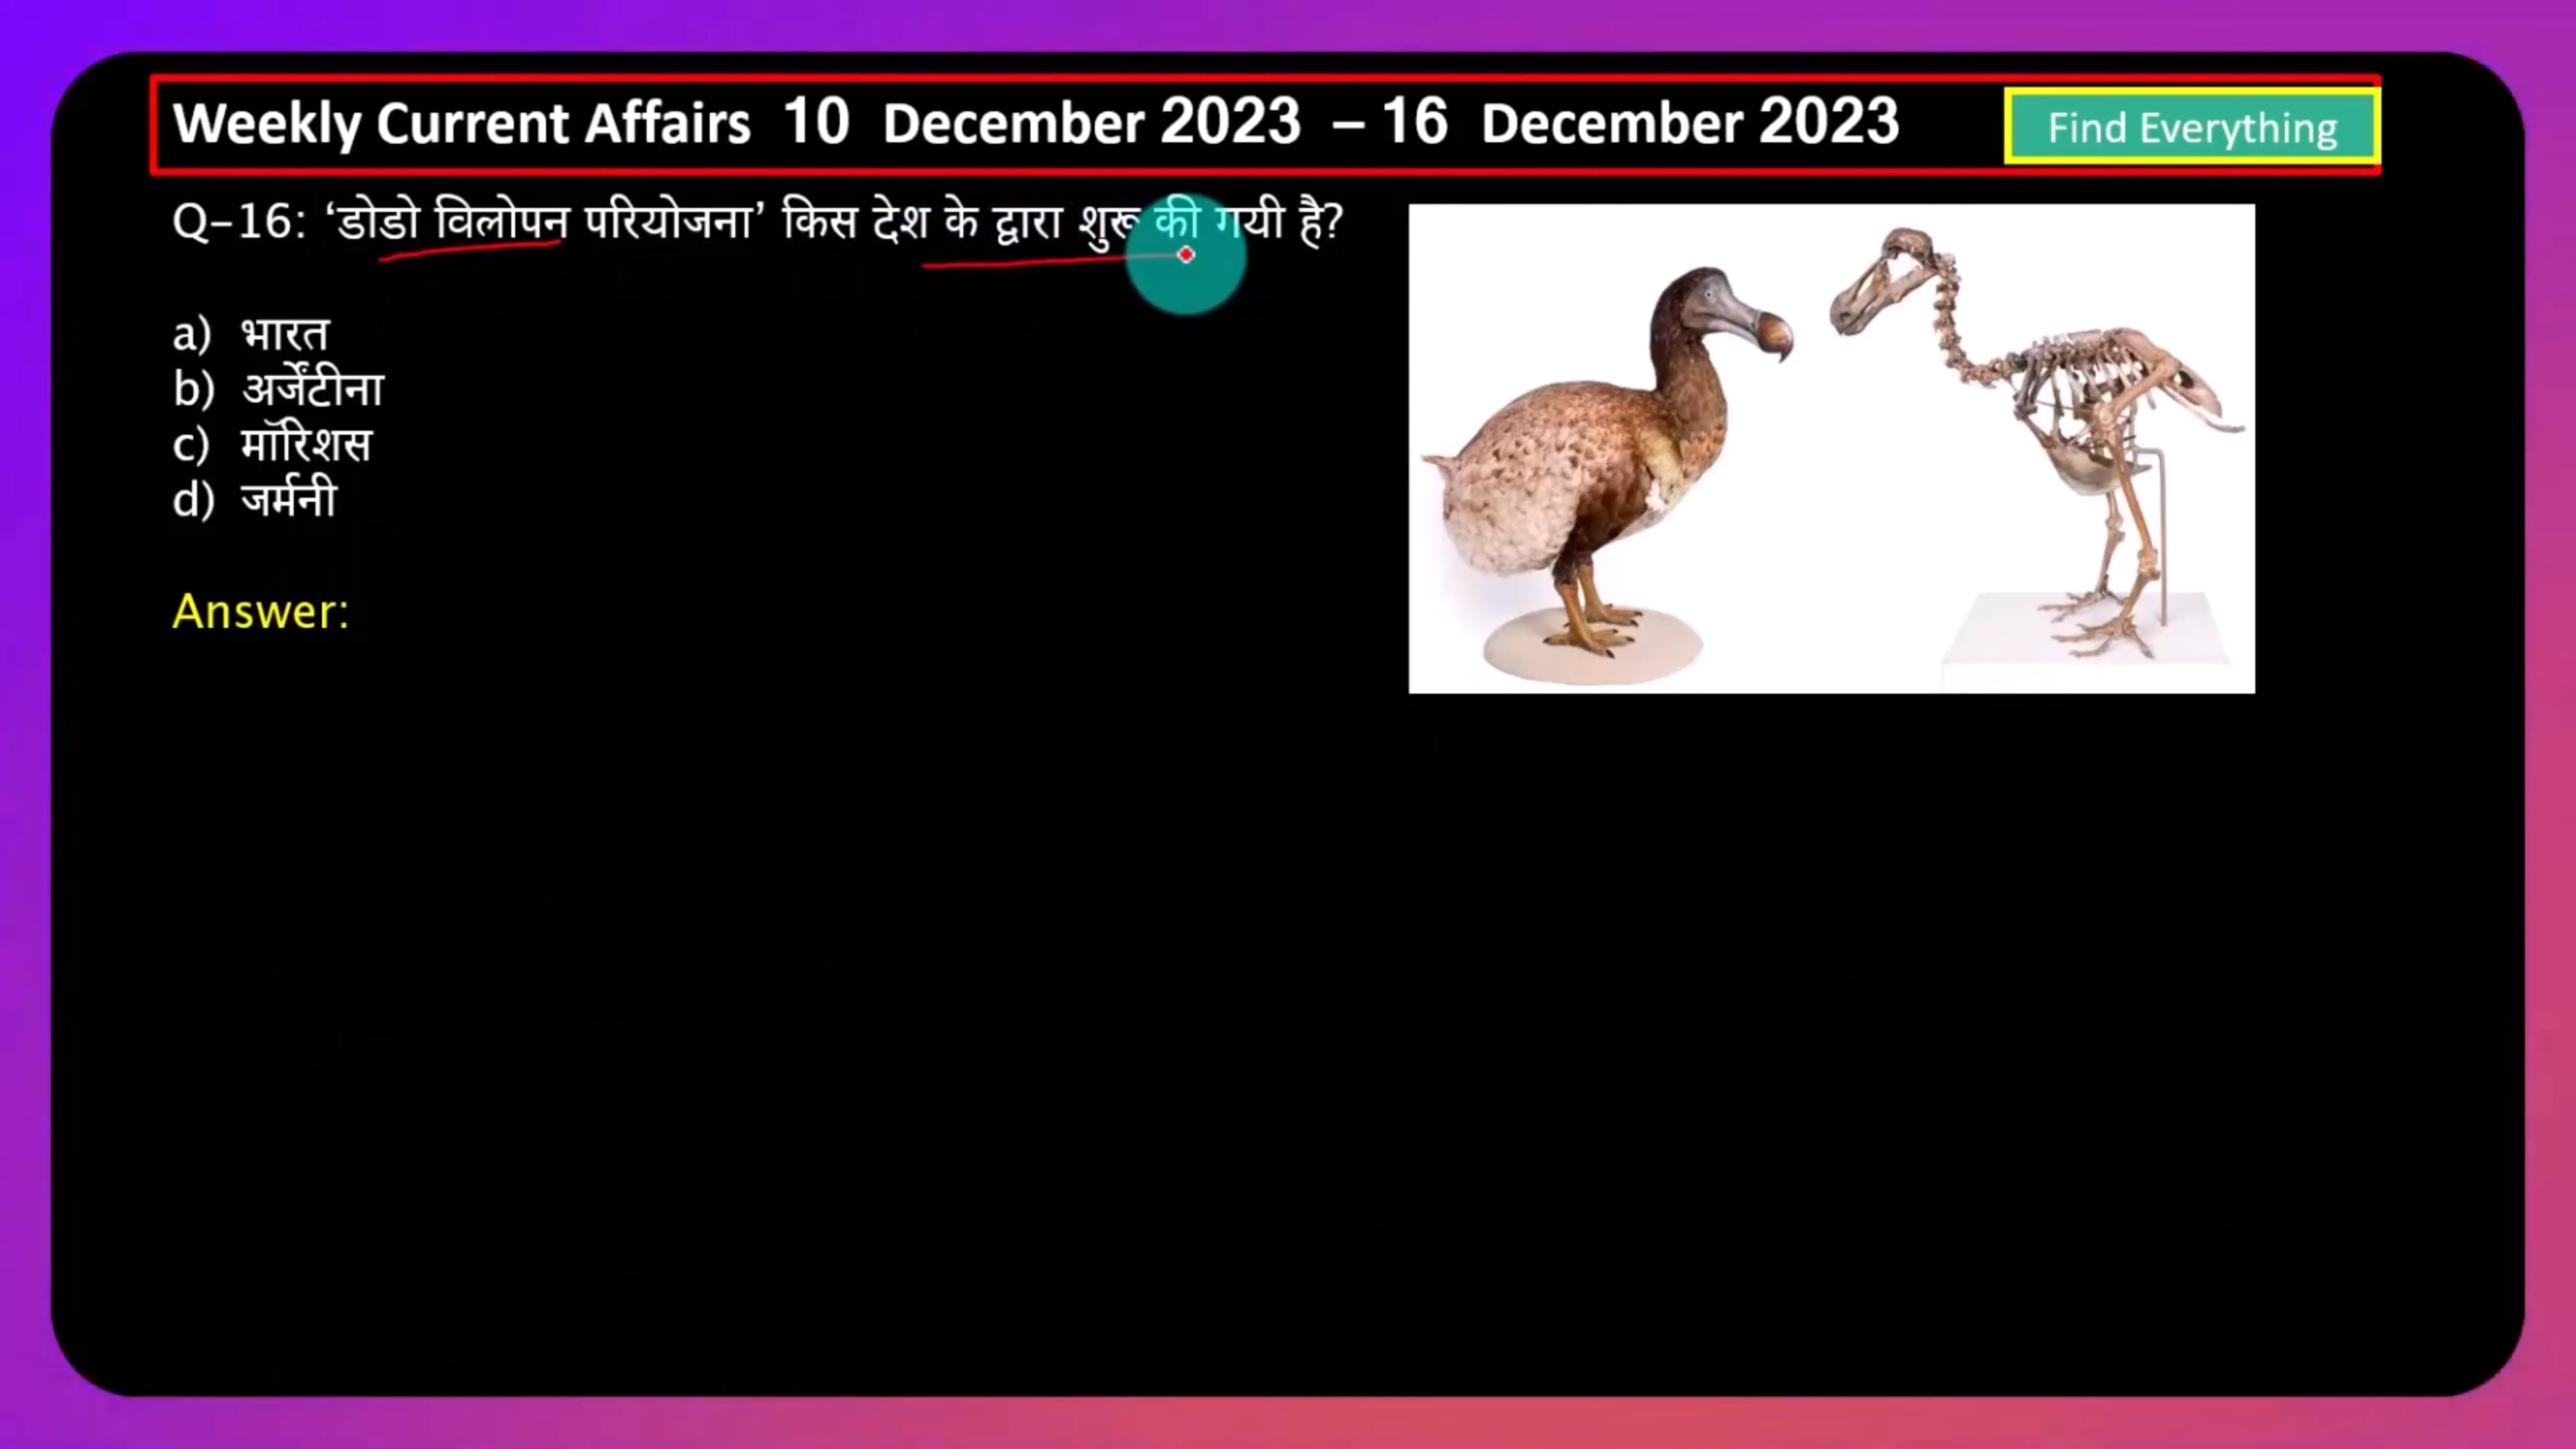 Weekly Current Affairs 10 December 2023 – 16 December 2023
Find Everything
Q-16: ‘डोडो विलोपन परियोजना’ किस देश के द्वारा शुरू की गयी है?
a) भारत
b) अर्जेंटीना
c) मॉरिशस
d) जर्मनी
Answer: